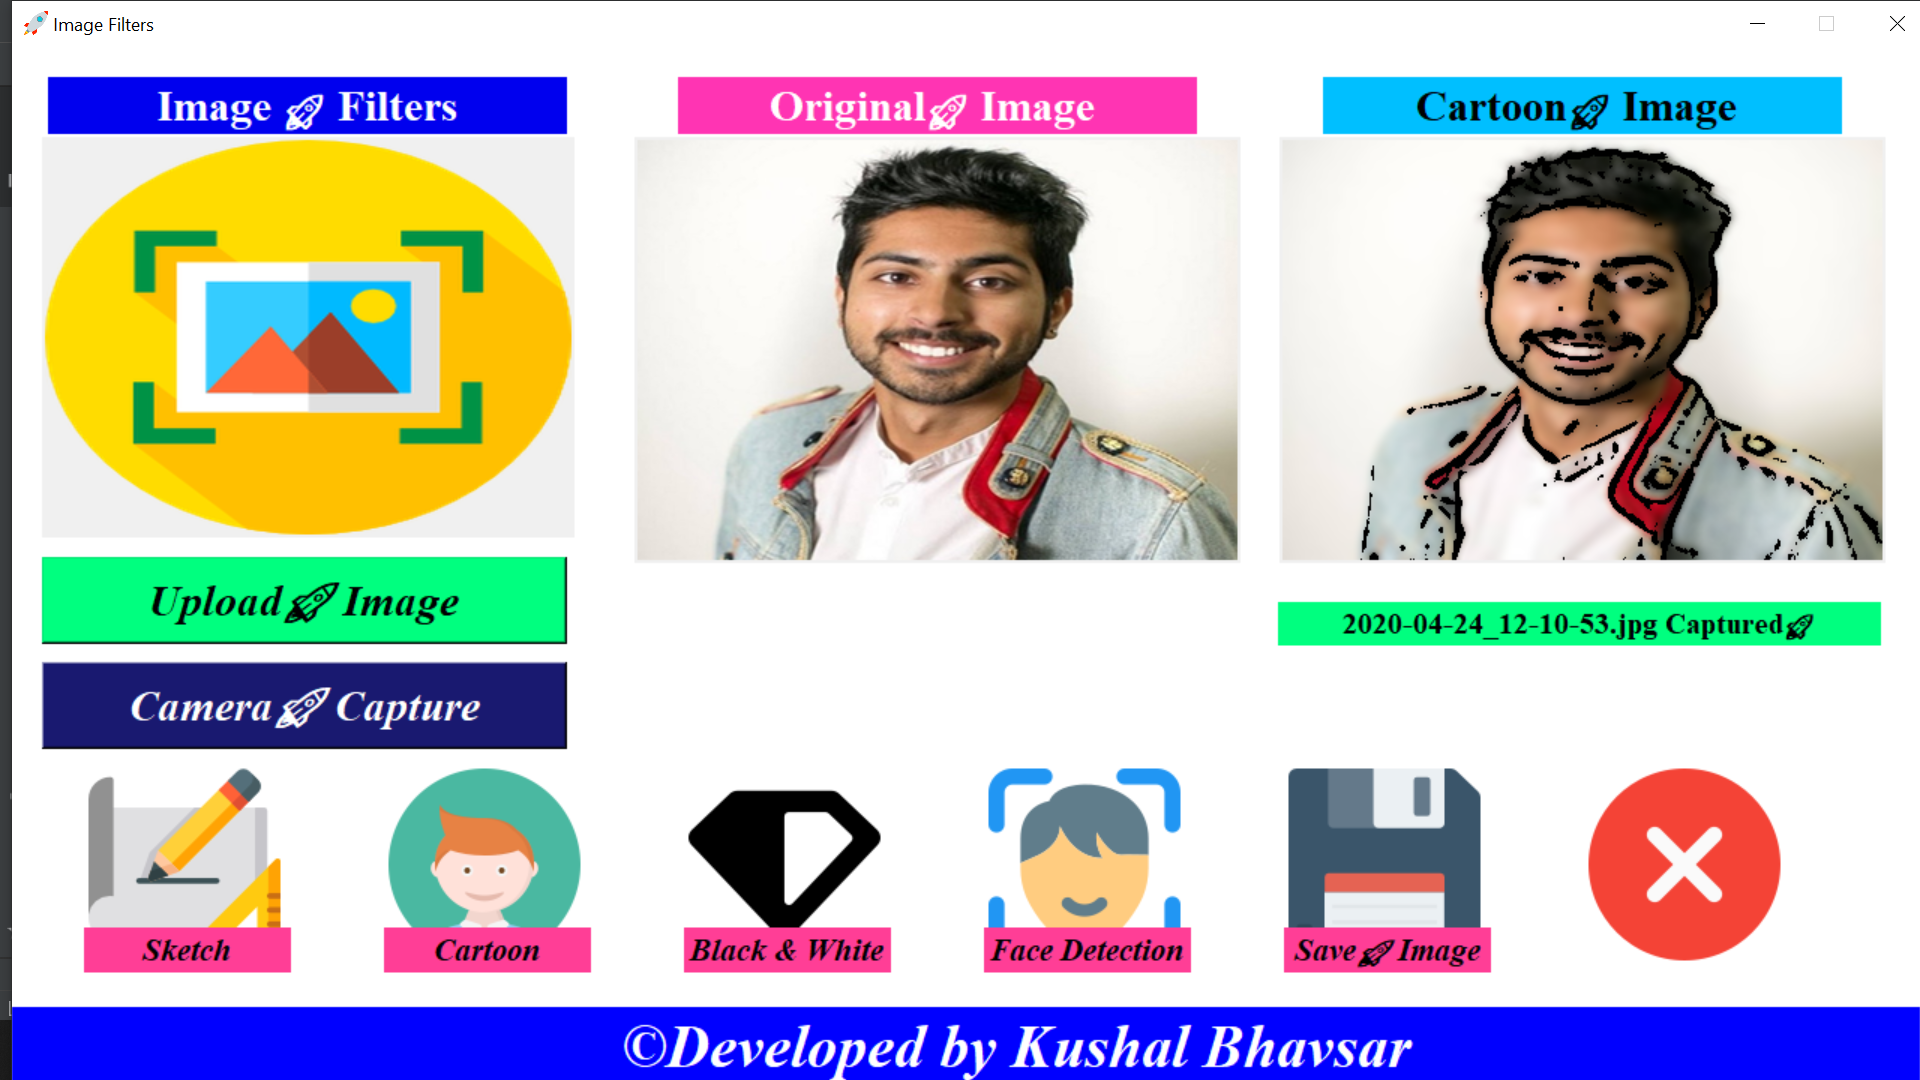 Image Filters
Image 🚀 Filters
Original🚀 Image
Cartoon🚀 Image
Upload🚀Image
2020-04-24_12-10-53.jpg Captured🚀
Camera🚀Capture
Sketch
Cartoon
Black & White
Face Detection
Save🚀Image
©Developed by Kushal Bhavsar